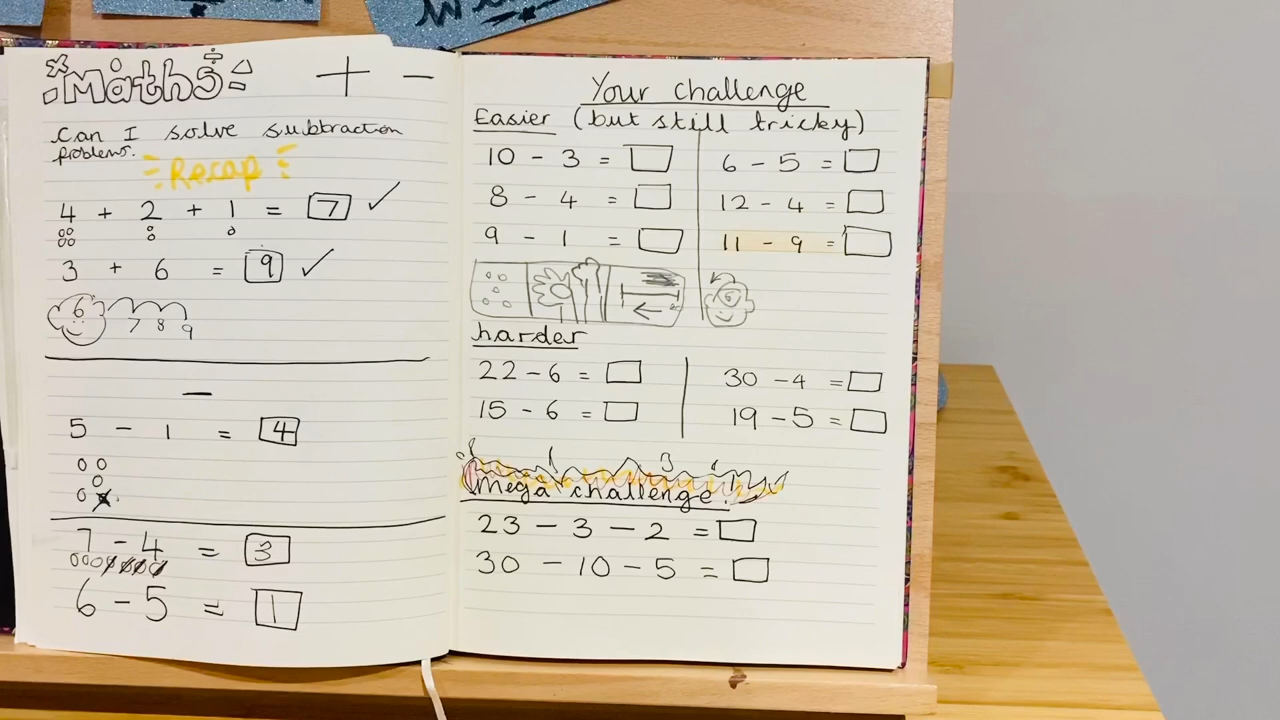 Maths + -
Can I solve subtraction
problems.
Recap
4 + 2 + 1 = 7 ✓
3 + 6 = 9 ✓
6 7 8 9
-
5 - 1 = 4
7 - 4 = 3
6 - 5 = 1
Your challenge
Easier (but still tricky)
10 - 3 = □
8 - 4 = □
9 - 1 = □
6 - 5 = □
12 - 4 = □
11 - 9 = □
harder
22 - 6 = □
15 - 6 = □
30 - 4 = □
19 - 5 = □
Mega challenge!
23 - 3 - 2 = □
30 - 10 - 5 = □